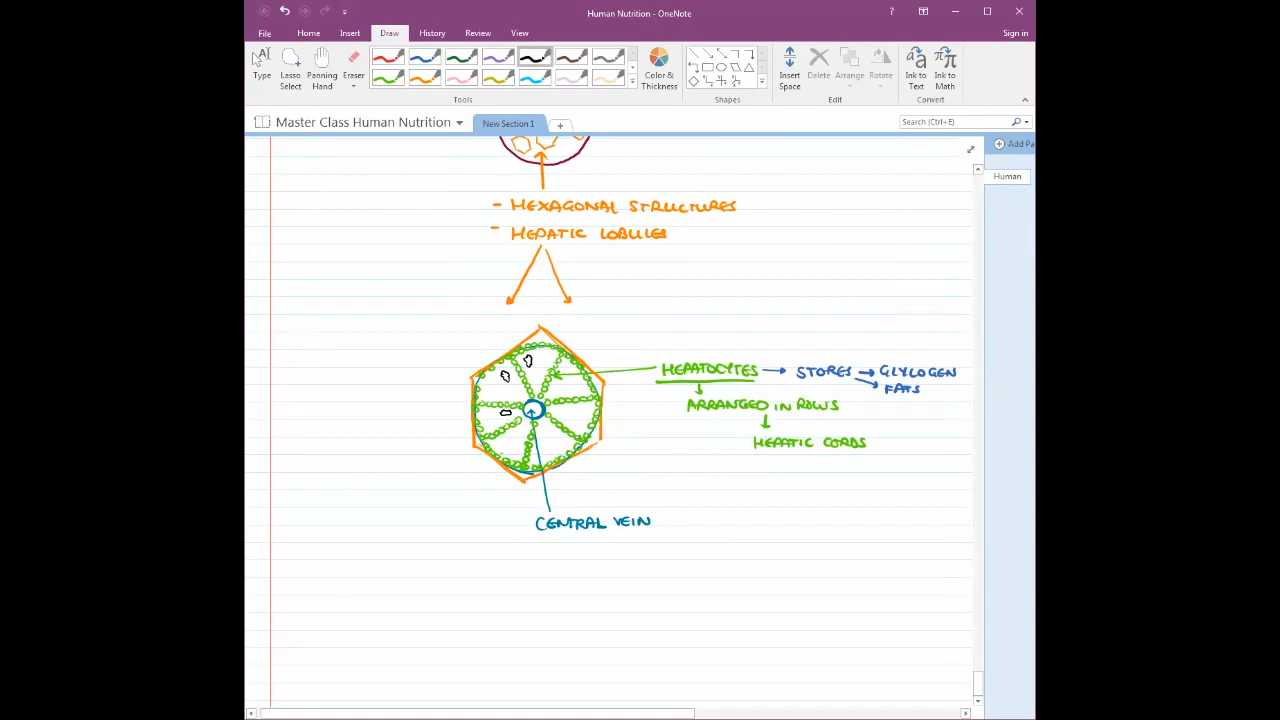 Human Nutrition - OneNote
File Home Insert Draw History Review View Sign in
Type Lasso Select Panning Hand Eraser Color & Thickness Insert Space Delete Arrange Rotate Ink to Text Ink to Math
Tools Shapes Edit Convert
Master Class Human Nutrition New Section 1 Search (Ctrl+E)
Add Pa
Human
- HEXAGONAL STRUCTURES
- HEPATIC LOBULES
HEPATOCYTES → STORES → GLYLOGEN
FATS
ARRANGED IN ROWS
HEPATIC CORDS
CENTRAL VEIN